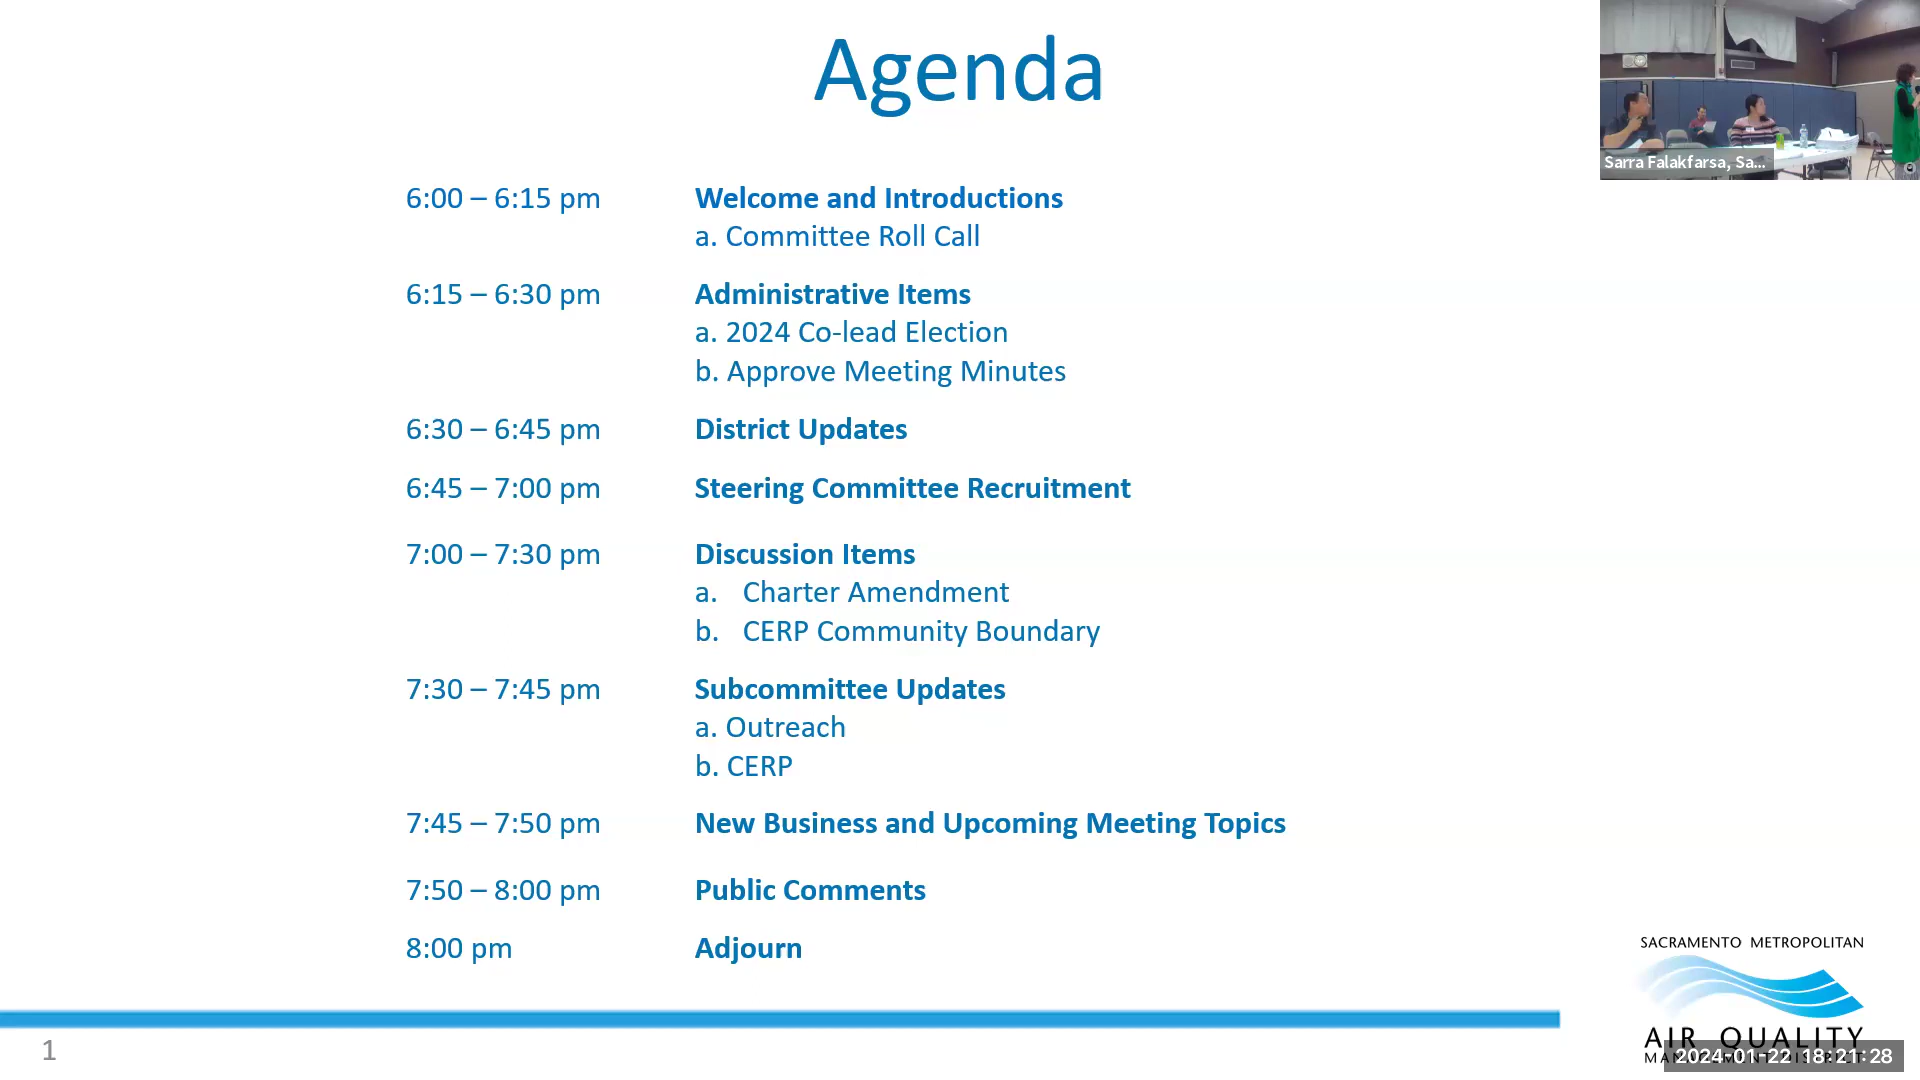 Agenda
Sarra Falakfarsa, Sa...
6:00 – 6:15 pm Welcome and Introductions
a. Committee Roll Call
6:15 – 6:30 pm Administrative Items
a. 2024 Co-lead Election
b. Approve Meeting Minutes
6:30 – 6:45 pm District Updates
6:45 – 7:00 pm Steering Committee Recruitment
7:00 – 7:30 pm Discussion Items
a. Charter Amendment
b. CERP Community Boundary
7:30 – 7:45 pm Subcommittee Updates
a. Outreach
b. CERP
7:45 – 7:50 pm New Business and Upcoming Meeting Topics
7:50 – 8:00 pm Public Comments
8:00 pm Adjourn
SACRAMENTO METROPOLITAN
AIR QUALITY
1
2024-01-22 18:21:28